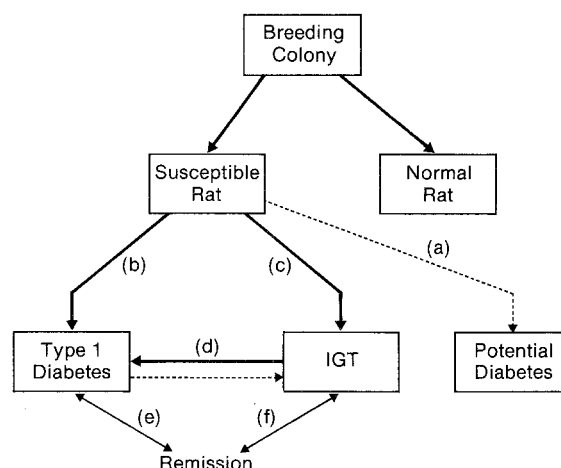 Breeding
Colony
Susceptible
Rat
Normal
Rat
(a)
(b)
(c)
Type 1
Diabetes
(d)
IGT
Potential
Diabetes
(e)
(f)
Remission